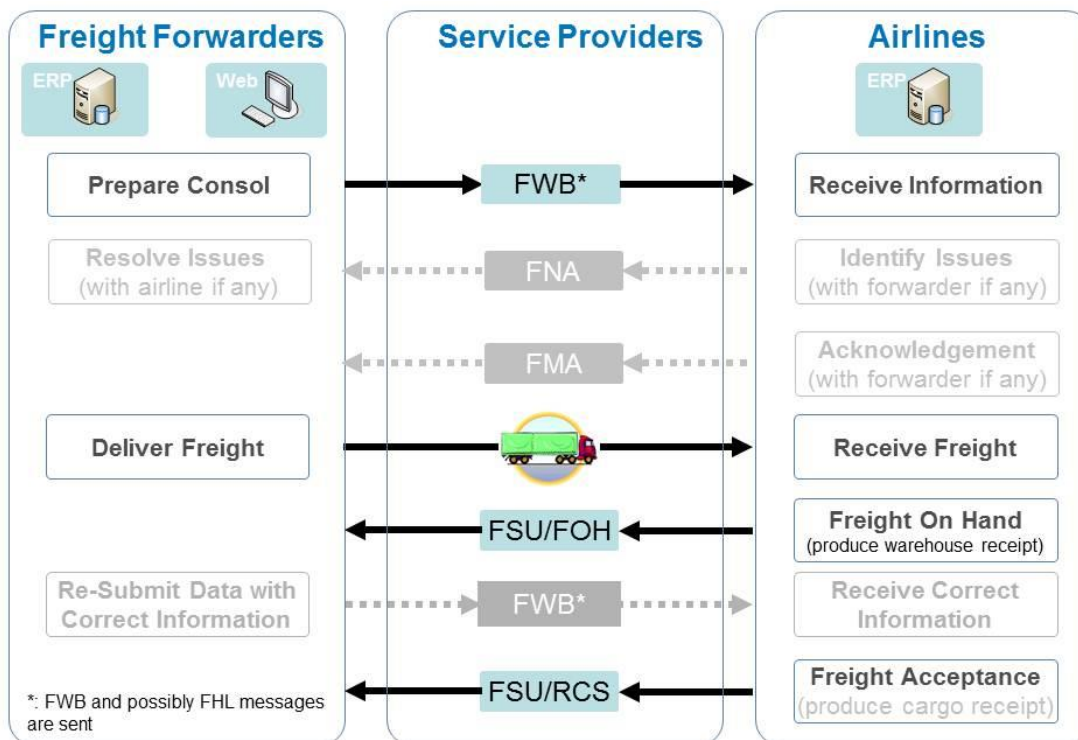 Freight Forwarders
Service Providers
Airlines
ERP
Web
ERP
Prepare Consol
FWB*
Receive Information
Resolve Issues
(with airline if any)
FNA
Identify Issues
(with forwarder if any)
FMA
Acknowledgement
(with forwarder if any)
Deliver Freight
Receive Freight
FSU/FOH
Freight On Hand
(produce warehouse receipt)
Re-Submit Data with
Correct Information
FWB*
Receive Correct
Information
FSU/RCS
Freight Acceptance
(produce cargo receipt)
*: FWB and possibly FHL messages
are sent